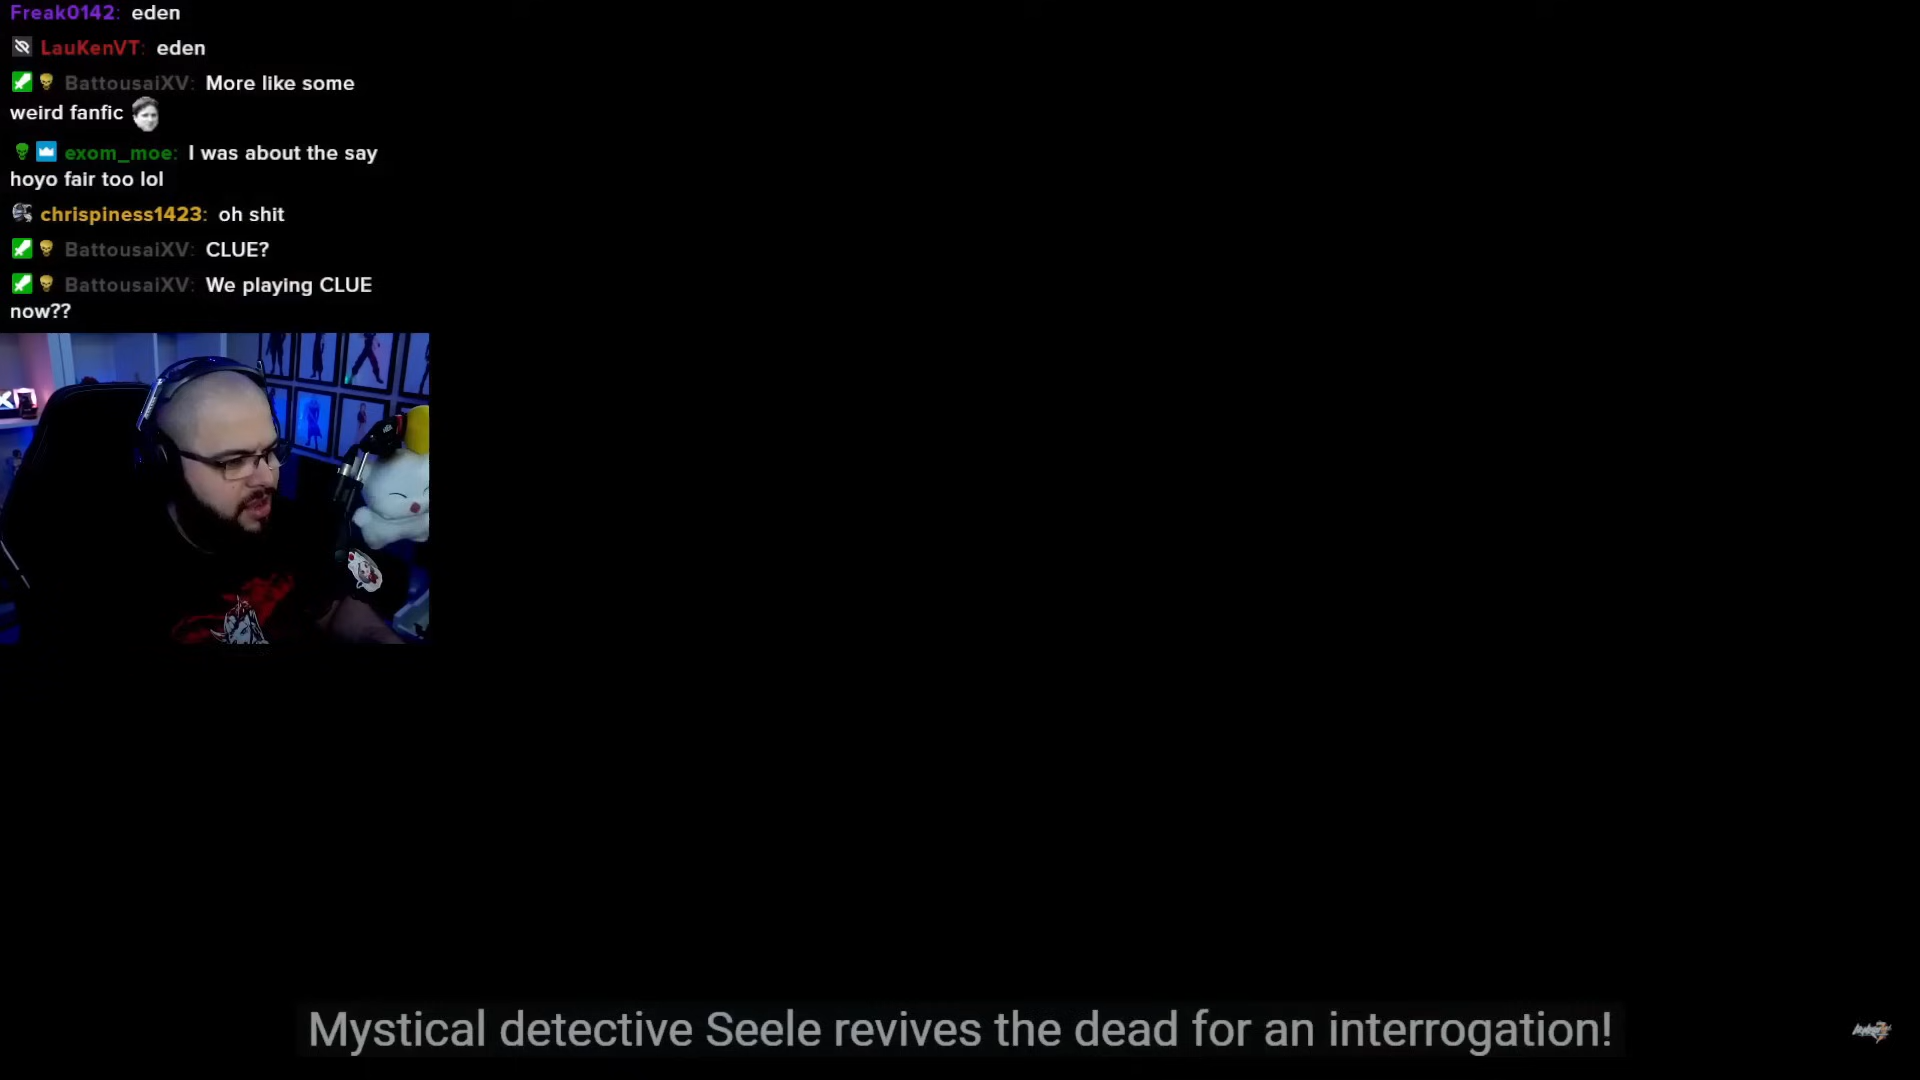 Freak0142: eden
LauKenVT: eden
BattousaiXV: More like some
weird fanfic
exom_moe: I was about the say
hoyo fair too lol
chrispiness1423: oh shit
BattousaiXV: CLUE?
BattousaiXV: We playing CLUE
now??
Mystical detective Seele revives the dead for an interrogation!